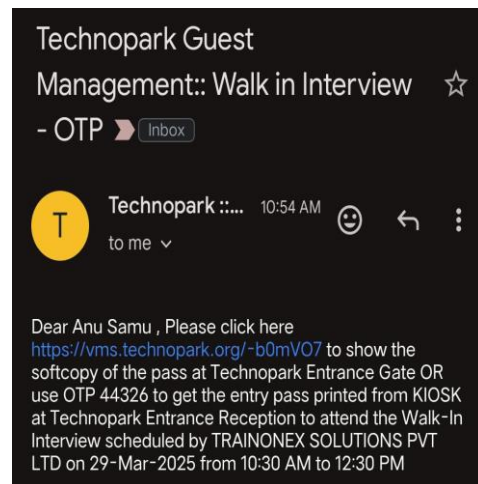 Technopark Guest
Management:: Walk in Interview
- OTP Inbox
T
Technopark ::... 10:54 AM
to me
Dear Anu Samu , Please click here
https://vms.technopark.org/-b0mVO7 to show the
softcopy of the pass at Technopark Entrance Gate OR
use OTP 44326 to get the entry pass printed from KIOSK
at Technopark Entrance Reception to attend the Walk-In
Interview scheduled by TRAINONEX SOLUTIONS PVT
LTD on 29-Mar-2025 from 10:30 AM to 12:30 PM